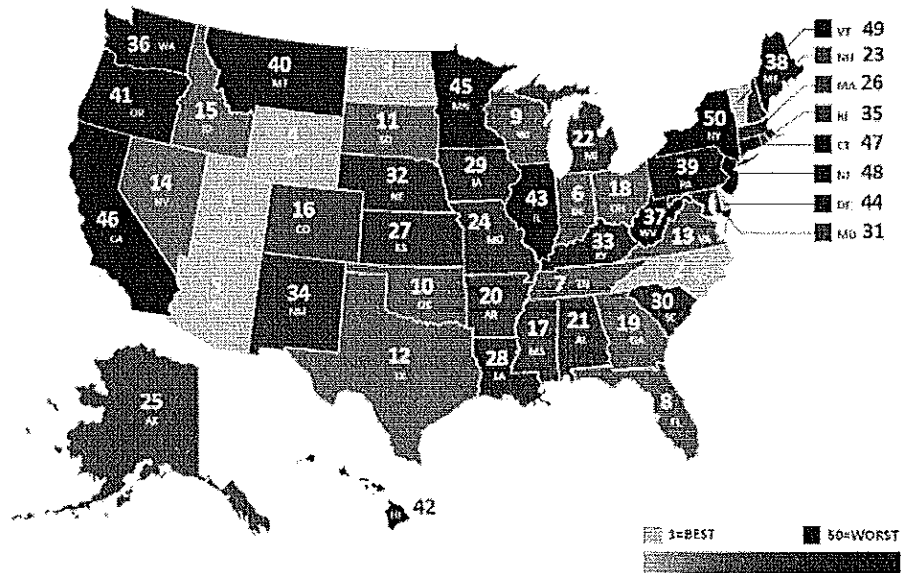 36 WA
40 MT
45 MN
38 ME
VT 49
NH 23
MA 26
RI 35
CT 47
NJ 48
DE 44
MD 31
41 OR
15 ID
11 SD
9 WI
22 MI
50 NY
14 NV
46 CA
16 CO
32 NE
29 IA
43 IL
6 IN
18 OH
39 PA
37 WV
13 VA
27 KS
24 MO
33 KY
7 TN
30 SC
34 NM
10 OK
20 AR
17 MS
21 AL
19 GA
12 TX
28 LA
8 FL
25 AK
HI 42
50=WORST